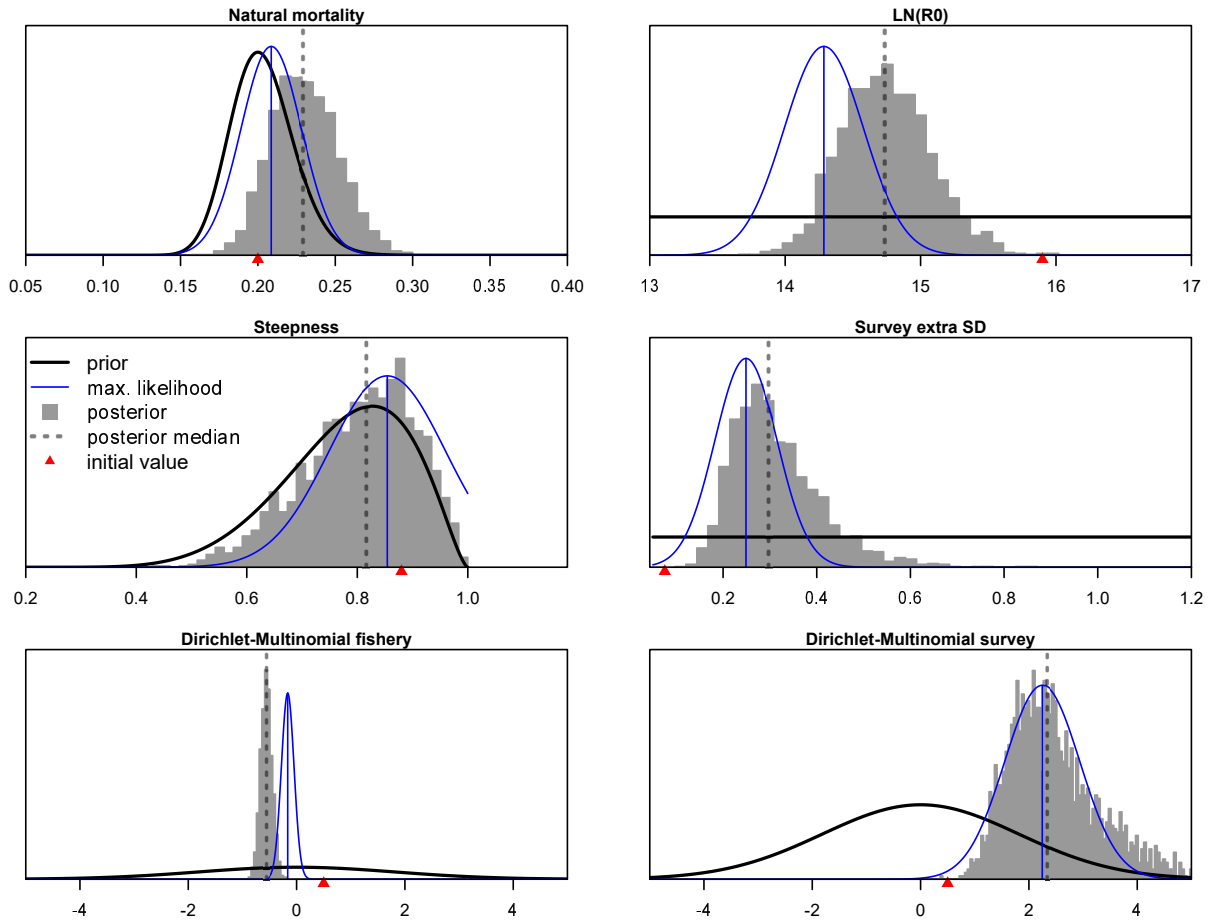 Natural mortality
0.05 0.10 0.15 0.20 0.25 0.30 0.35 0.40
LN(R0)
13 14 15 16 17
Steepness
prior
max. likelihood
posterior
posterior median
initial value
0.2 0.4 0.6 0.8 1.0
Survey extra SD
0.2 0.4 0.6 0.8 1.0 1.2
Dirichlet-Multinomial fishery
-4 -2 0 2 4
Dirichlet-Multinomial survey
-4 -2 0 2 4